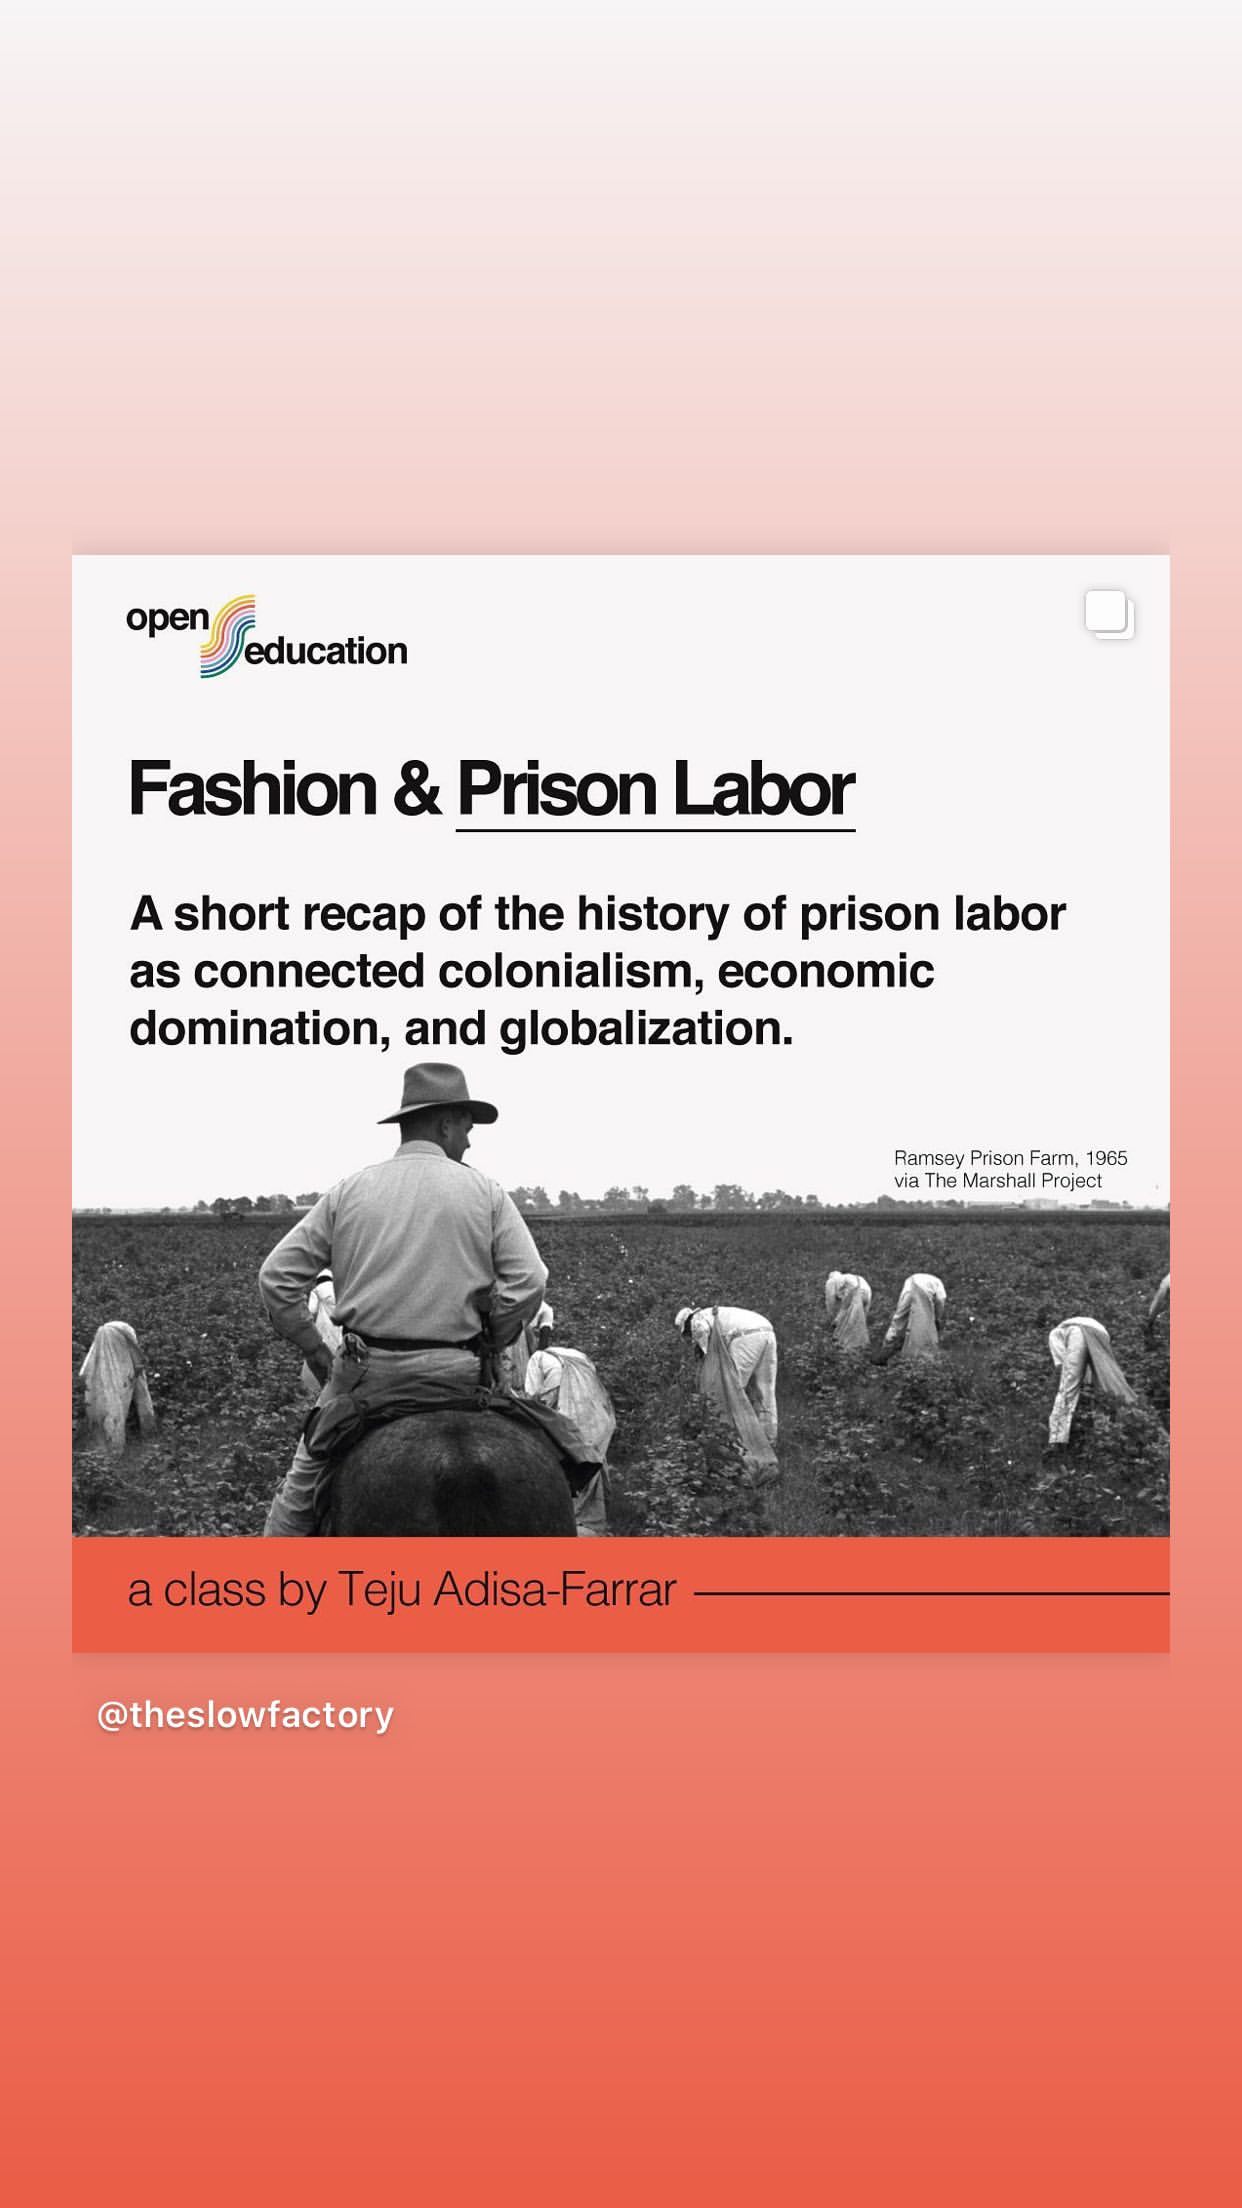 open
education
Fashion & Prison Labor
A short recap of the history of prison labor
as connected colonialism, economic
domination, and globalization.
Ramsey Prison Farm, 1965
via The Marshall Project
a class by Teju Adisa-Farrar
@theslowfactory